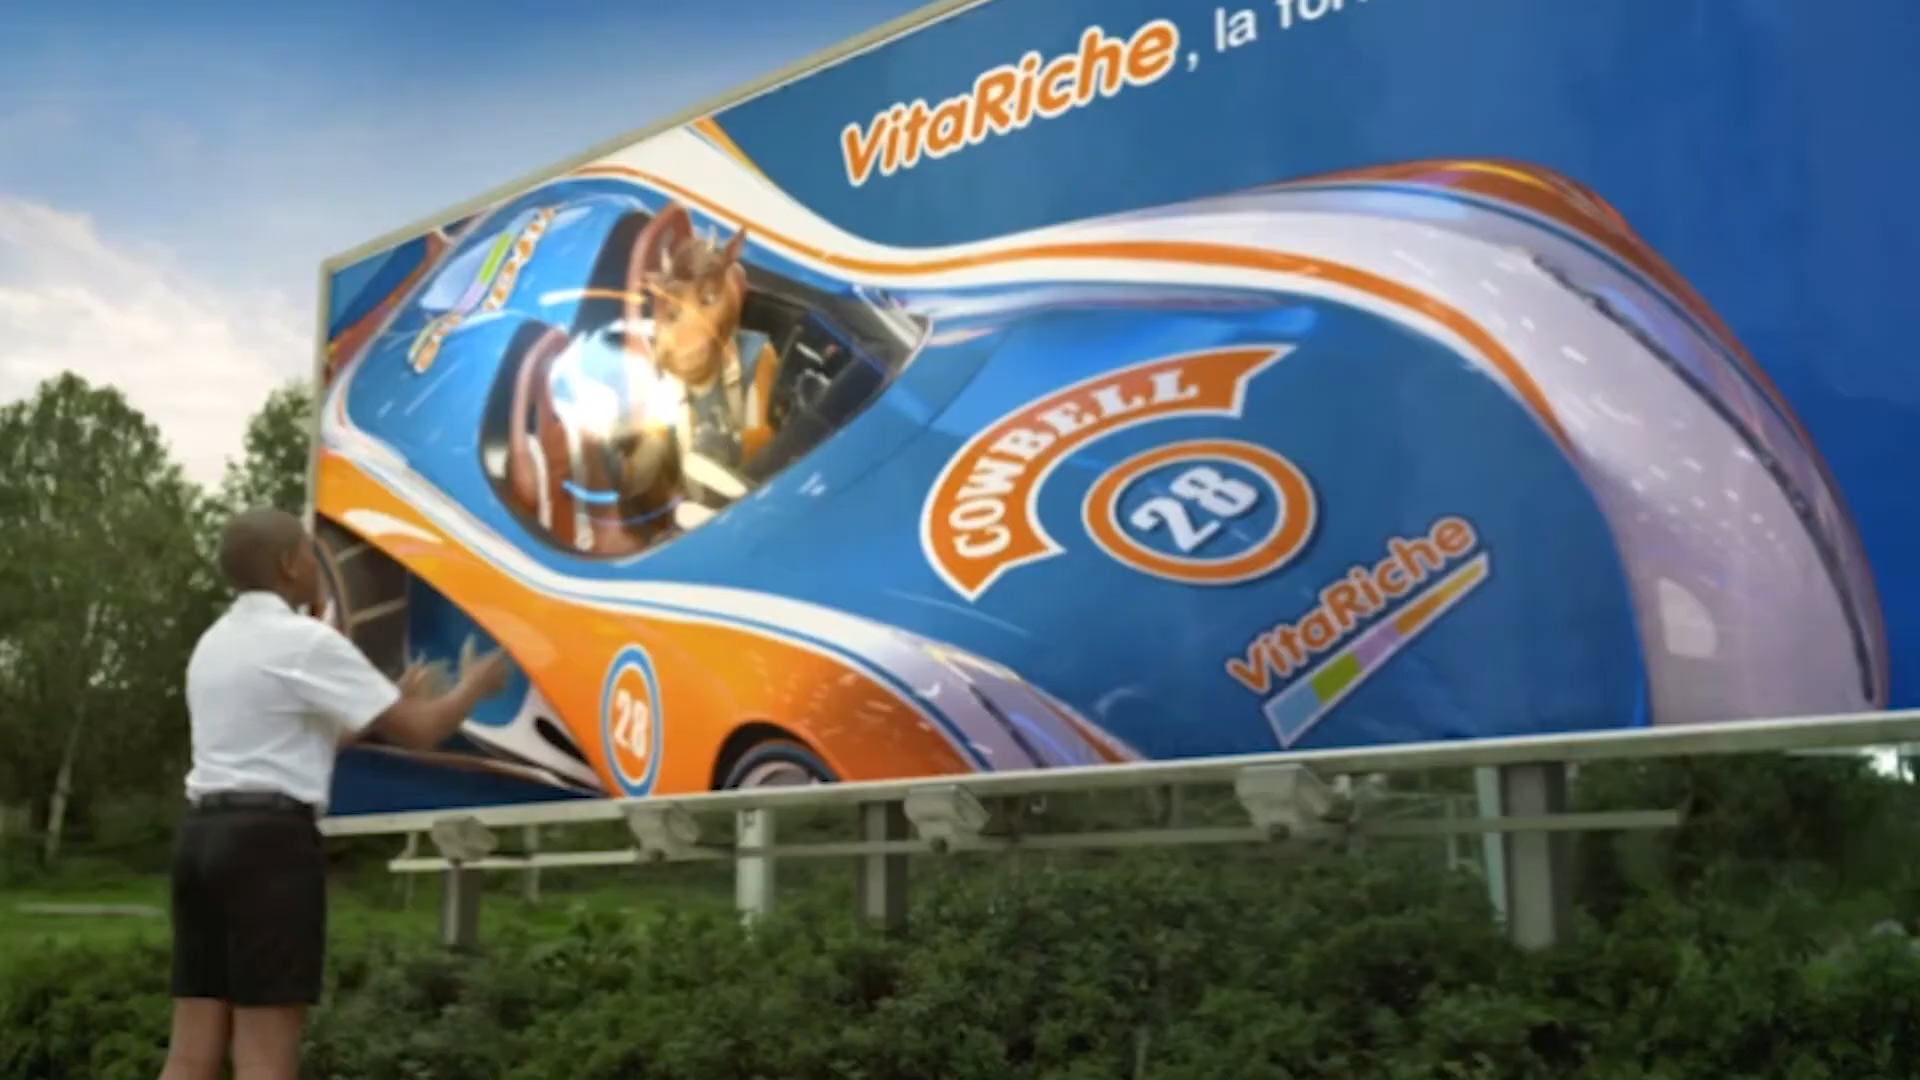 VitaRiche, la
COWBELL
28
VitaRiche
28